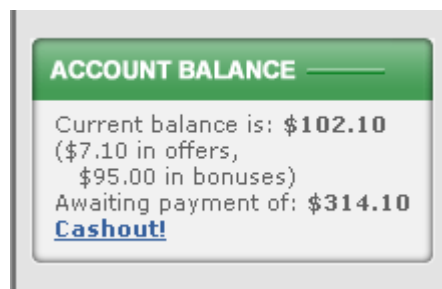 ACCOUNT BALANCE
Current balance is: $102.10
($7.10 in offers,
$95.00 in bonuses)
Awaiting payment of: $314.10
Cashout!